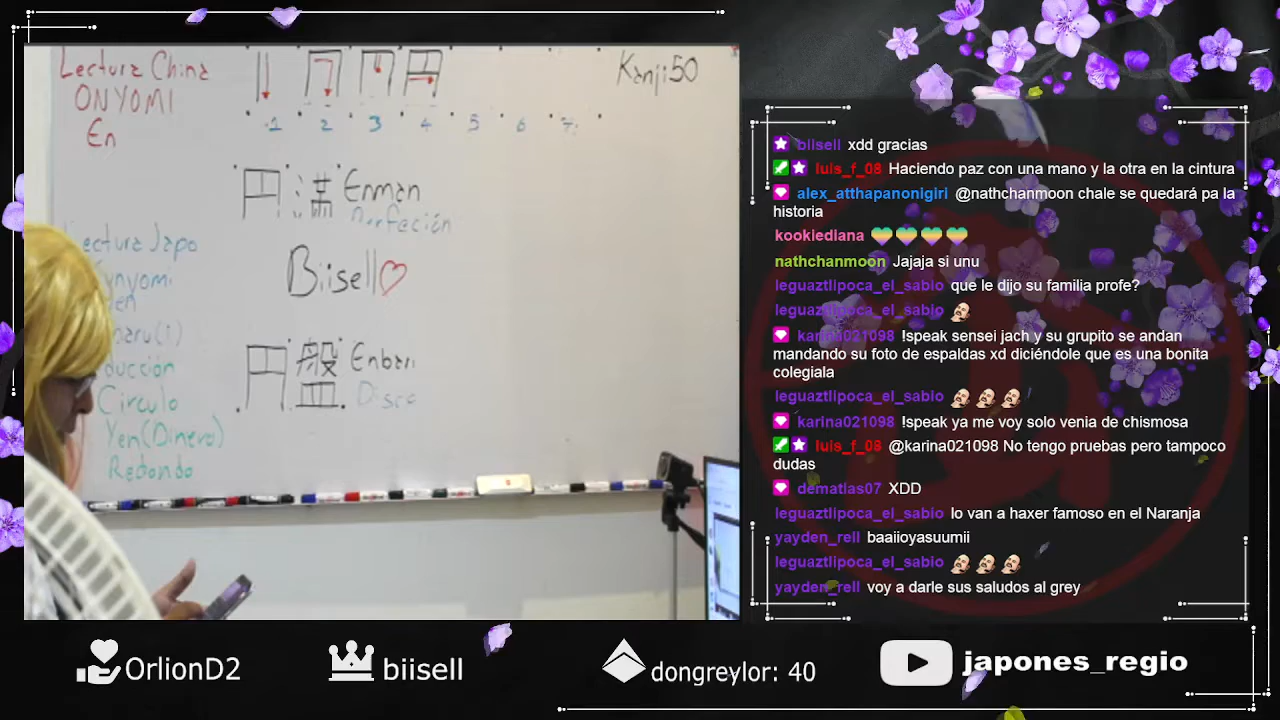 Lectura China
ONYOMI
En
1 2 3 4 5 6 7
Kanji 50
円 Enman
Perfeción
Biisell♡
円盤 Enban
Disco
Lectura Japo
Círculo
Yen(Dinero)
Redondo
biisell xdd gracias
luis_f_08 Haciendo paz con una mano y la otra en la cintura
alex_atthapanonigiri @nathchanmoon chale se quedará pa la
historia
kookiediana
nathchanmoon Jajaja si unu
leguaztlipoca_el_sabio que le dijo su familia profe?
leguaztlipoca_el_sabio
karina021098 !speak sensei jach y su grupito se andan
mandando su foto de espaldas xd diciéndole que es una bonita
colegiala
leguaztlipoca_el_sabio
karina021098 !speak ya me voy solo venia de chismosa
luis_f_08 @karina021098 No tengo pruebas pero tampoco
dudas
dematlas07 XDD
leguaztlipoca_el_sabio lo van a haxer famoso en el Naranja
yayden_rell baaiioyasuumii
leguaztlipoca_el_sabio
yayden_rell voy a darle sus saludos al grey
OrlionD2
biisell
dongreylor: 40
japones_regio